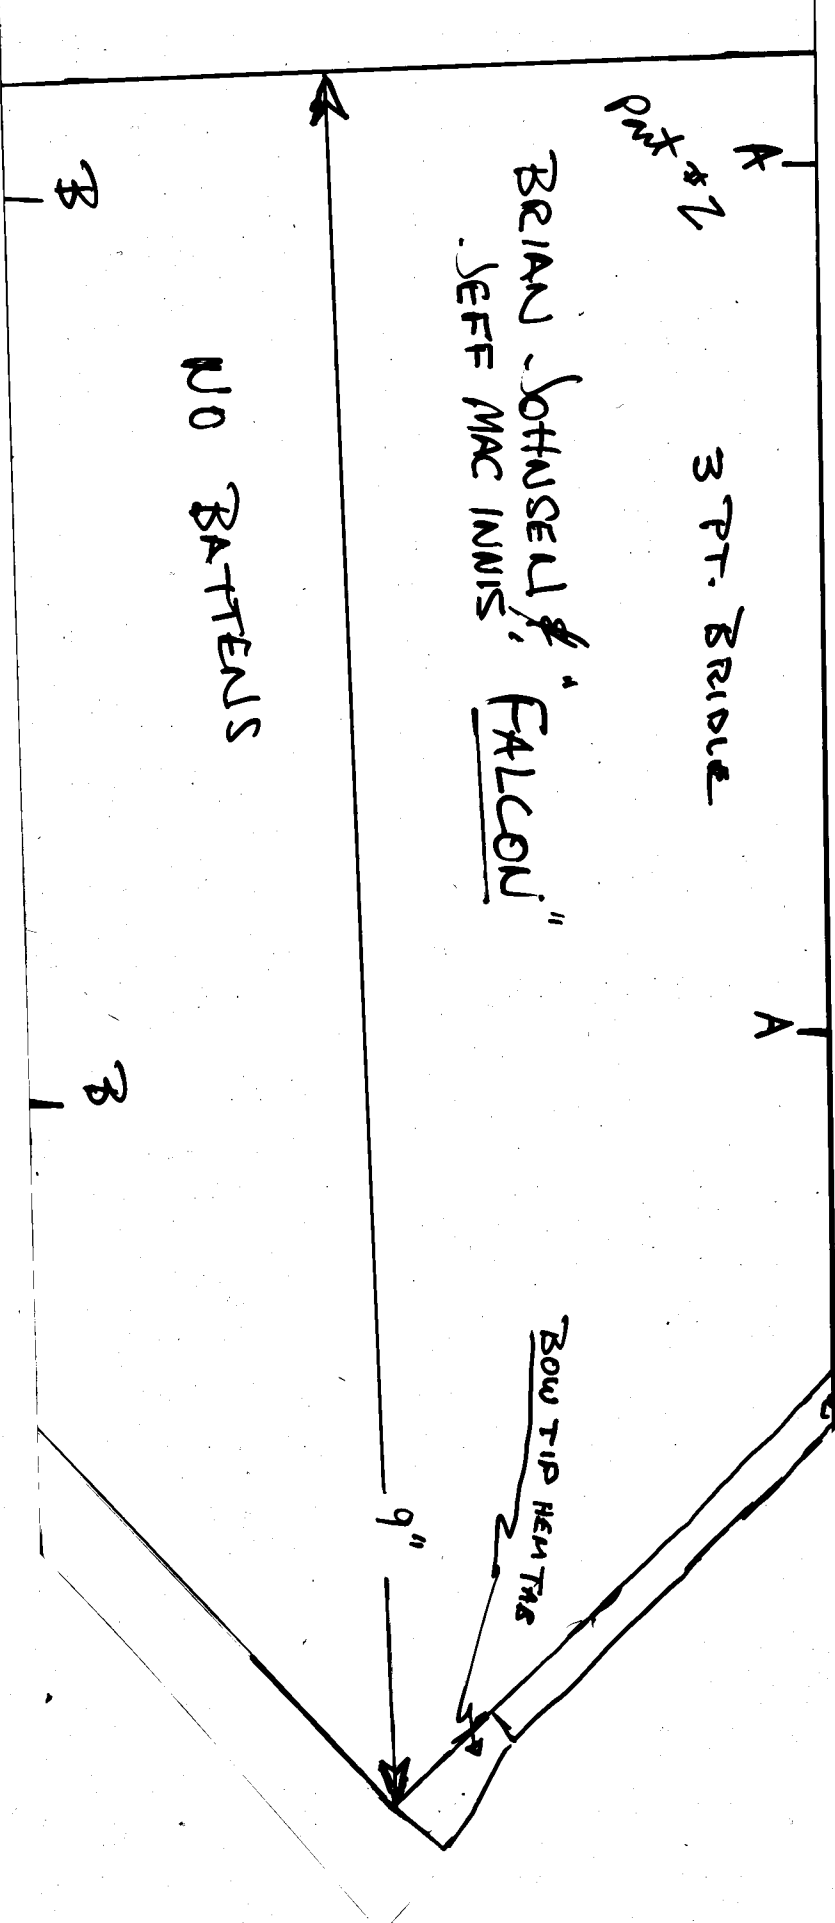 Part #2
A
A
3 PT. BRIDLE
BRIAN JOHNSEN &
JEFF MAC INNIS, "FALCON"
BOW TIP HEM TAB
9"
NO BATTENS
B
B